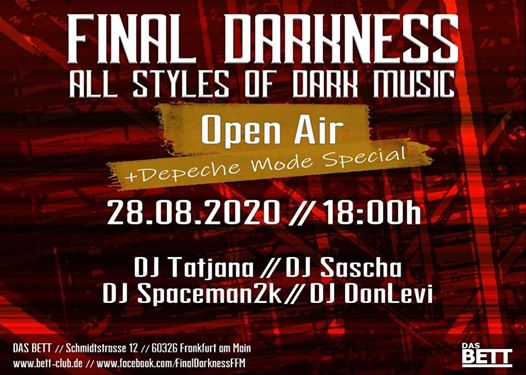 FINAL DARKNESS
ALL STYLES OF DARK MUSIC
Open Air
+Depeche Mode Special
28.08.2020 // 18:00h
DJ Tatjana // DJ Sascha
DJ Spaceman2k // DJ DonLevi
DAS BETT // Schmidtstrasse 12 // 60326 Frankfurt am Main
www.bett-club.de // www.facebook.com/FinalDarknessFFM
DAS
BETT